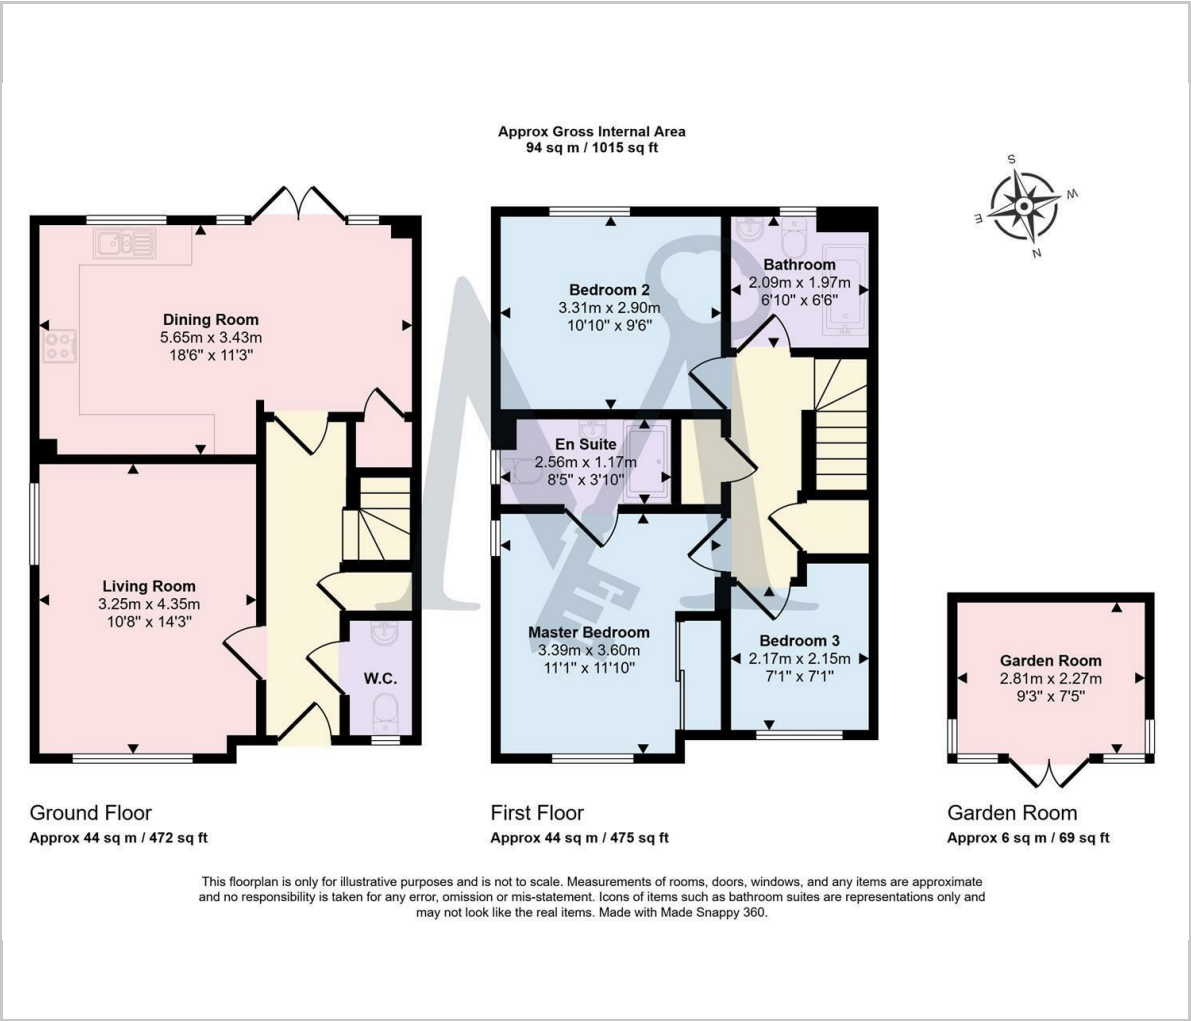 Approx Gross Internal Area
94 sq m / 1015 sq ft
S
W
E
N
Dining Room
5.65m x 3.43m
18'6" x 11'3"
Living Room
3.25m x 4.35m
10'8" x 14'3"
W.C.
Bedroom 2
3.31m x 2.90m
10'10" x 9'6"
Bathroom
2.09m x 1.97m
6'10" x 6'6"
En Suite
2.56m x 1.17m
8'5" x 3'10"
Master Bedroom
3.39m x 3.60m
11'1" x 11'10"
Bedroom 3
2.17m x 2.15m
7'1" x 7'1"
Garden Room
2.81m x 2.27m
9'3" x 7'5"
Ground Floor
Approx 44 sq m / 472 sq ft
First Floor
Approx 44 sq m / 475 sq ft
Garden Room
Approx 6 sq m / 69 sq ft
This floorplan is only for illustrative purposes and is not to scale. Measurements of rooms, doors, windows, and any items are approximate
and no responsibility is taken for any error, omission or mis-statement. Icons of items such as bathroom suites are representations only and
may not look like the real items. Made with Made Snappy 360.